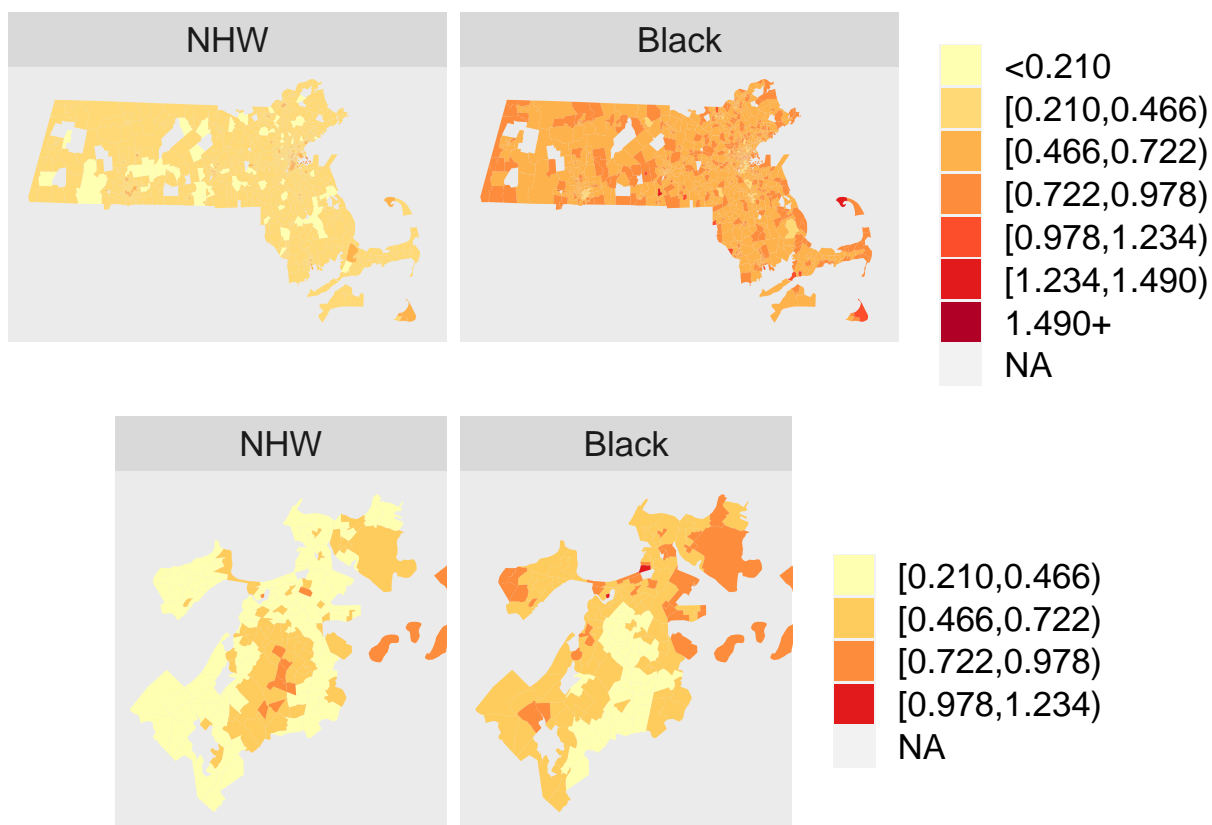 NHW
Black
<0.210
[0.210,0.466)
[0.466,0.722)
[0.722,0.978)
[0.978,1.234)
[1.234,1.490)
1.490+
NA
NHW
Black
[0.210,0.466)
[0.466,0.722)
[0.722,0.978)
[0.978,1.234)
NA